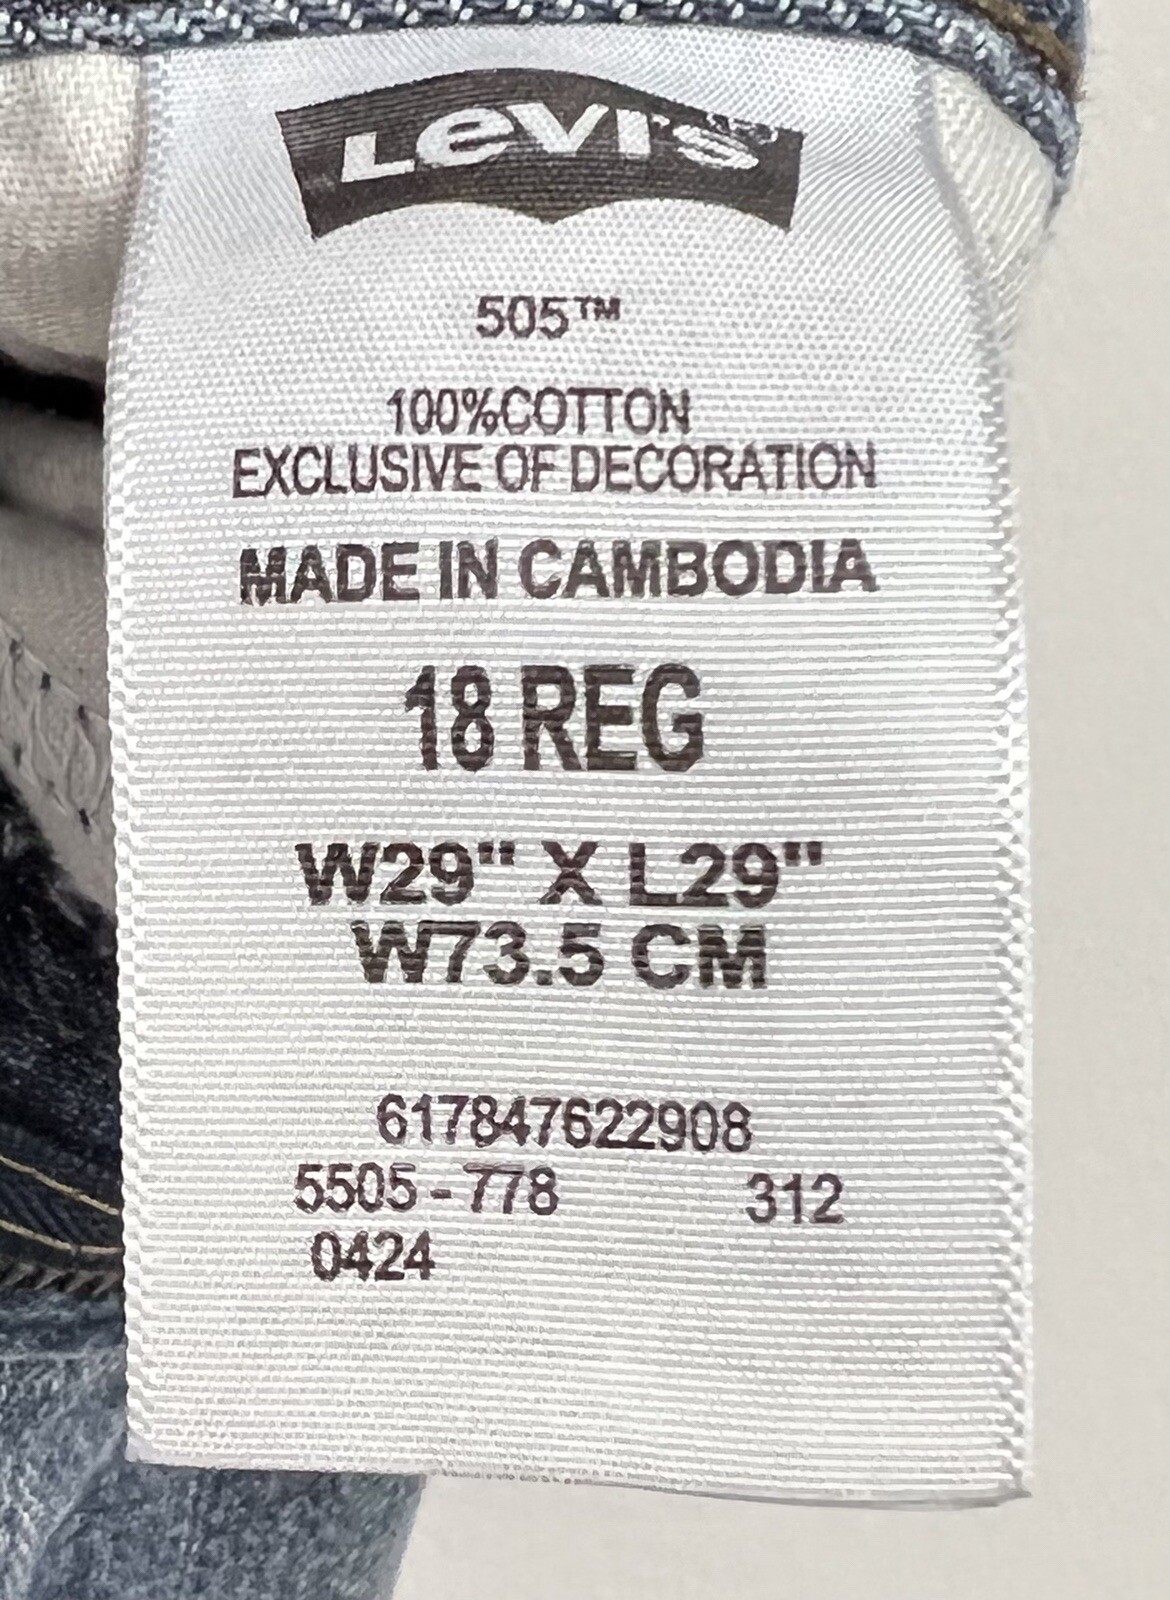 Levi's
505™
100%COTTON
EXCLUSIVE OF DECORATION
MADE IN CAMBODIA
18 REG
W29" X L29"
W73.5 CM
617847622908
5505-778 312
0424